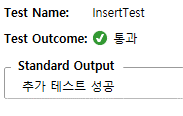 Test Name: InsertTest
Test Outcome: 통과
Standard Output
추가 테스트 성공